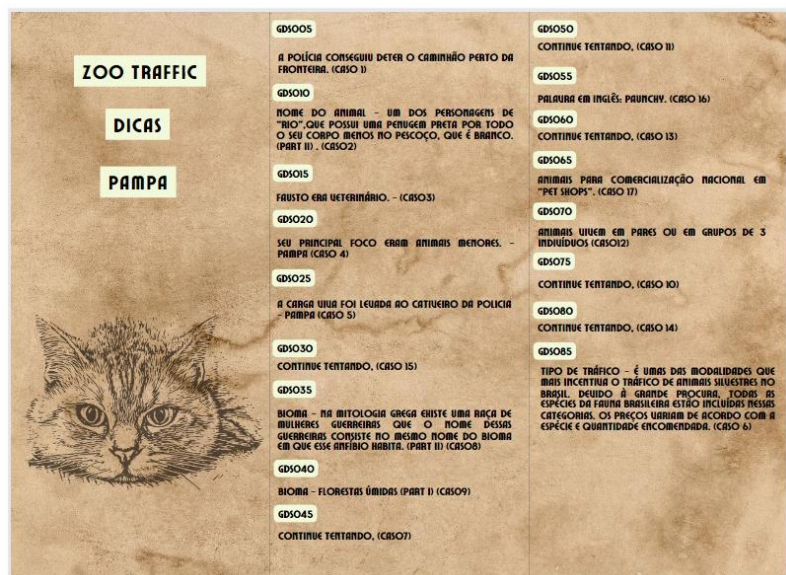 ZOO TRAFFIC
DICAS
PAMPA
GDS005
A POLÍCIA CONSEGUIU DETER O CAMINHÃO PERTO DA
FRONTEIRA. (CASO 1)
GDS010
NOME DO ANIMAL - UM DOS PERSONAGENS DE
"RIO",QUE POSSUI UMA PENUGEM PRETA POR TODO
O SEU CORPO MENOS NO PESCOÇO, QUE É BRANCO.
(PART II) . (CASO2)
GDS015
FAUSTO ERA VETERINÁRIO. - (CASO3)
GDS020
SEU PRINCIPAL FOCO ERAM ANIMAIS MENORES. -
PAMPA (CASO 4)
GDS025
A CARGA VIVA FOI LEVADA AO CATIVEIRO DA POLICIA
- PAMPA (CASO 5)
GDS030
CONTINUE TENTANDO, (CASO 15)
GDS035
BIOMA - NA MITOLOGIA GREGA EXISTE UMA RAÇA DE
MULHERES GUERREIRAS QUE O NOME DESSAS
GUERREIRAS CONSISTE NO MESMO NOME DO BIOMA
EM QUE ESSE ANFÍBIO HABITA. (PART II) (CASO8)
GDS040
BIOMA - FLORESTAS ÚMIDAS (PART I) (CASO9)
GDS045
CONTINUE TENTANDO, (CASO7)
GDS050
CONTINUE TENTANDO, (CASO 11)
GDS055
PALAVRA EM INGLÊS: PAUNCHY. (CASO 16)
GDS060
CONTINUE TENTANDO, (CASO 13)
GDS065
ANIMAIS PARA COMERCIALIZAÇÃO NACIONAL EM
"PET SHOPS". (CASO 17)
GDS070
ANIMAIS VIVEM EM PARES OU EM GRUPOS DE 3
INDIVÍDUOS (CASO12)
GDS075
CONTINUE TENTANDO, (CASO 10)
GDS080
CONTINUE TENTANDO, (CASO 14)
GDS085
TIPO DE TRÁFICO - É UMAS DAS MODALIDADES QUE
MAIS INCENTIVA O TRÁFICO DE ANIMAIS SILVESTRES NO
BRASIL. DEVIDO À GRANDE PROCURA, TODAS AS
ESPÉCIES DA FAUNA BRASILEIRA ESTÃO INCLUÍDAS NESSAS
CATEGORIAS. OS PREÇOS VARIAM DE ACORDO COM A
ESPÉCIE E QUANTIDADE ENCOMENDADA. (CASO 6)